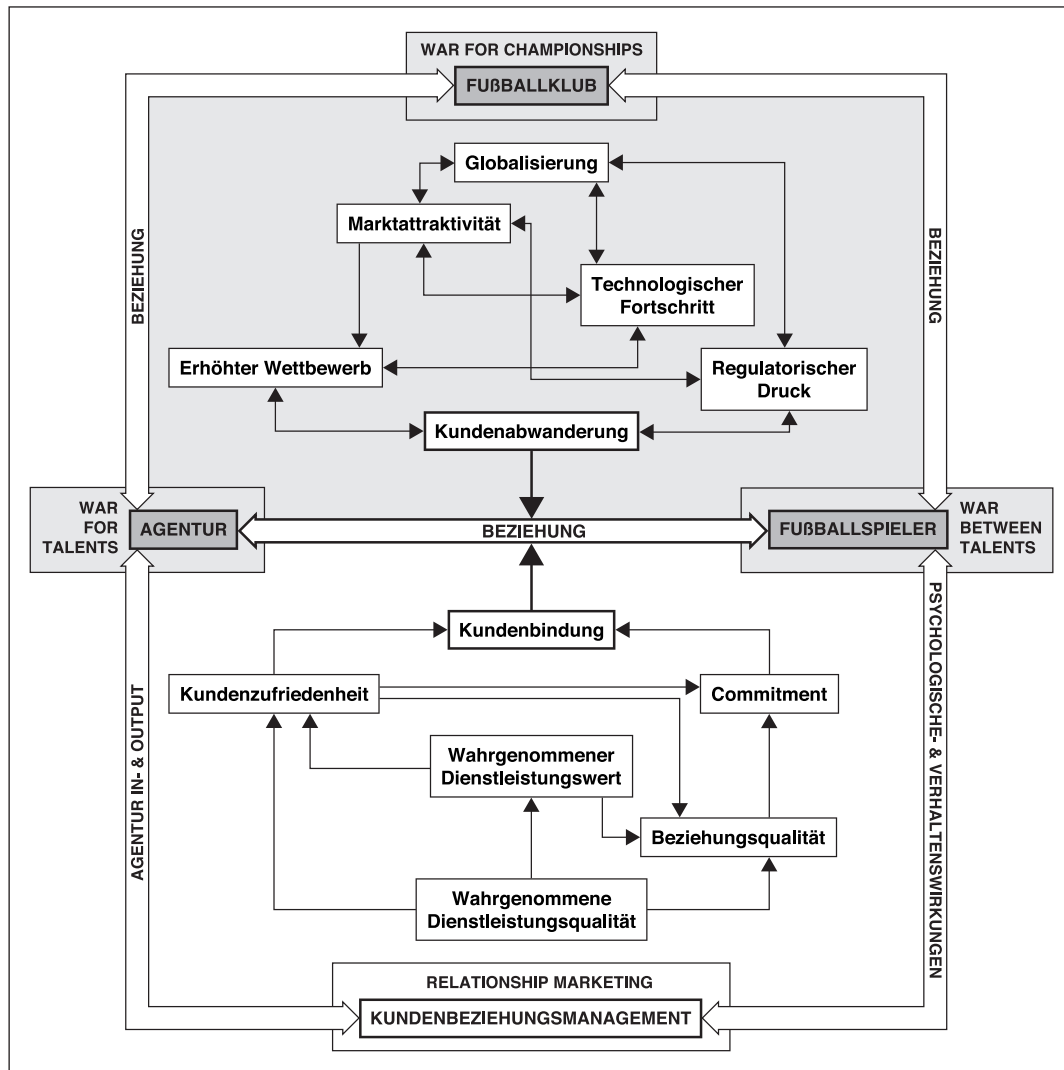 WAR FOR CHAMPIONSHIPS
FUßBALLKLUB
Globalisierung
Marktattraktivität
BEZIEHUNG
BEZIEHUNG
Technologischer
Fortschritt
Erhöhter Wettbewerb
Regulatorischer
Druck
Kundenabwanderung
WAR
FOR
TALENTS
AGENTUR
BEZIEHUNG
FUßBALLSPIELER
WAR
BETWEEN
TALENTS
Kundenbindung
Kundenzufriedenheit
Commitment
AGENTUR IN- & OUTPUT
PSYCHOLOGISCHE- & VERHALTENSWIRKUNGEN
Wahrgenommener
Dienstleistungswert
Beziehungsqualität
Wahrgenommene
Dienstleistungsqualität
RELATIONSHIP MARKETING
KUNDENBEZIEHUNGSMANAGEMENT